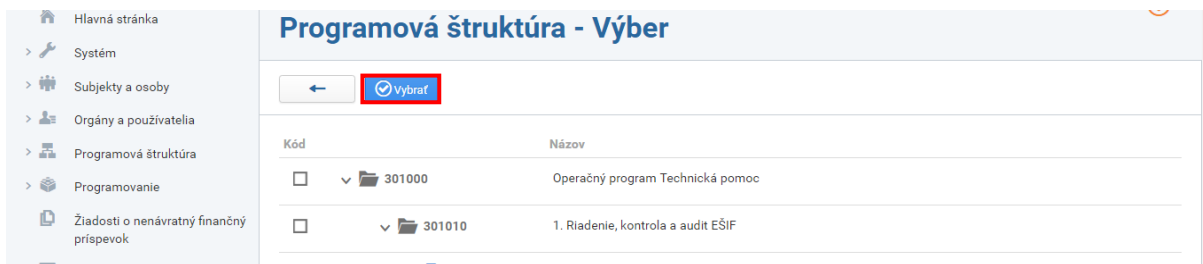 Hlavná stránka
Systém
Subjekty a osoby
Orgány a používatelia
Programová štruktúra
Programovanie
Žiadosti o nenávratný finančný
príspevok
Programová štruktúra - Výber
Vybrať
Kód Názov
301000 Operačný program Technická pomoc
301010 1. Riadenie, kontrola a audit EŠIF